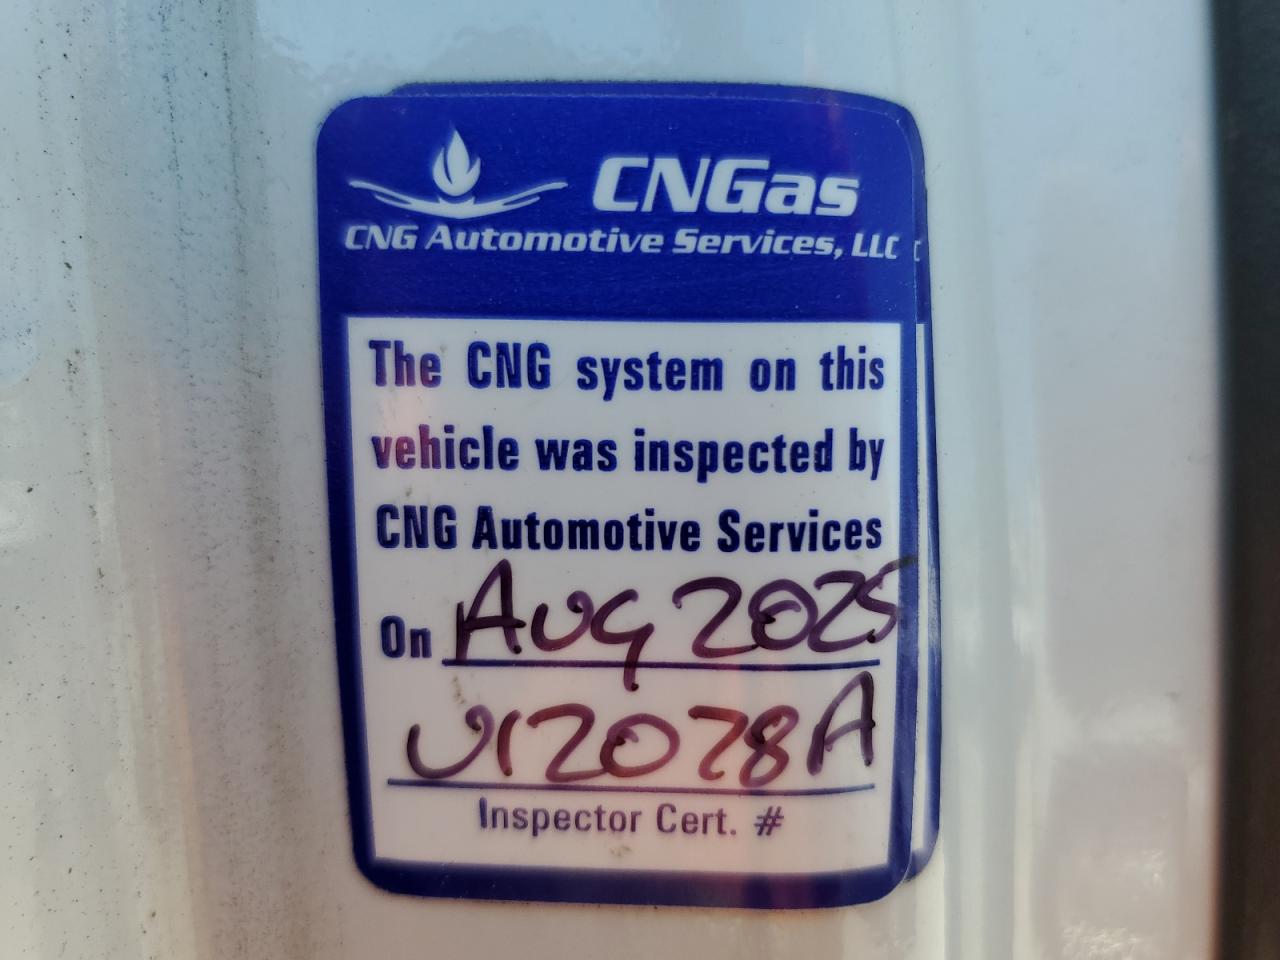 CNGas
CNG Automotive Services, LLC
The CNG system on this
vehicle was inspected by
CNG Automotive Services
On Aug 2025
V12078A
Inspector Cert. #